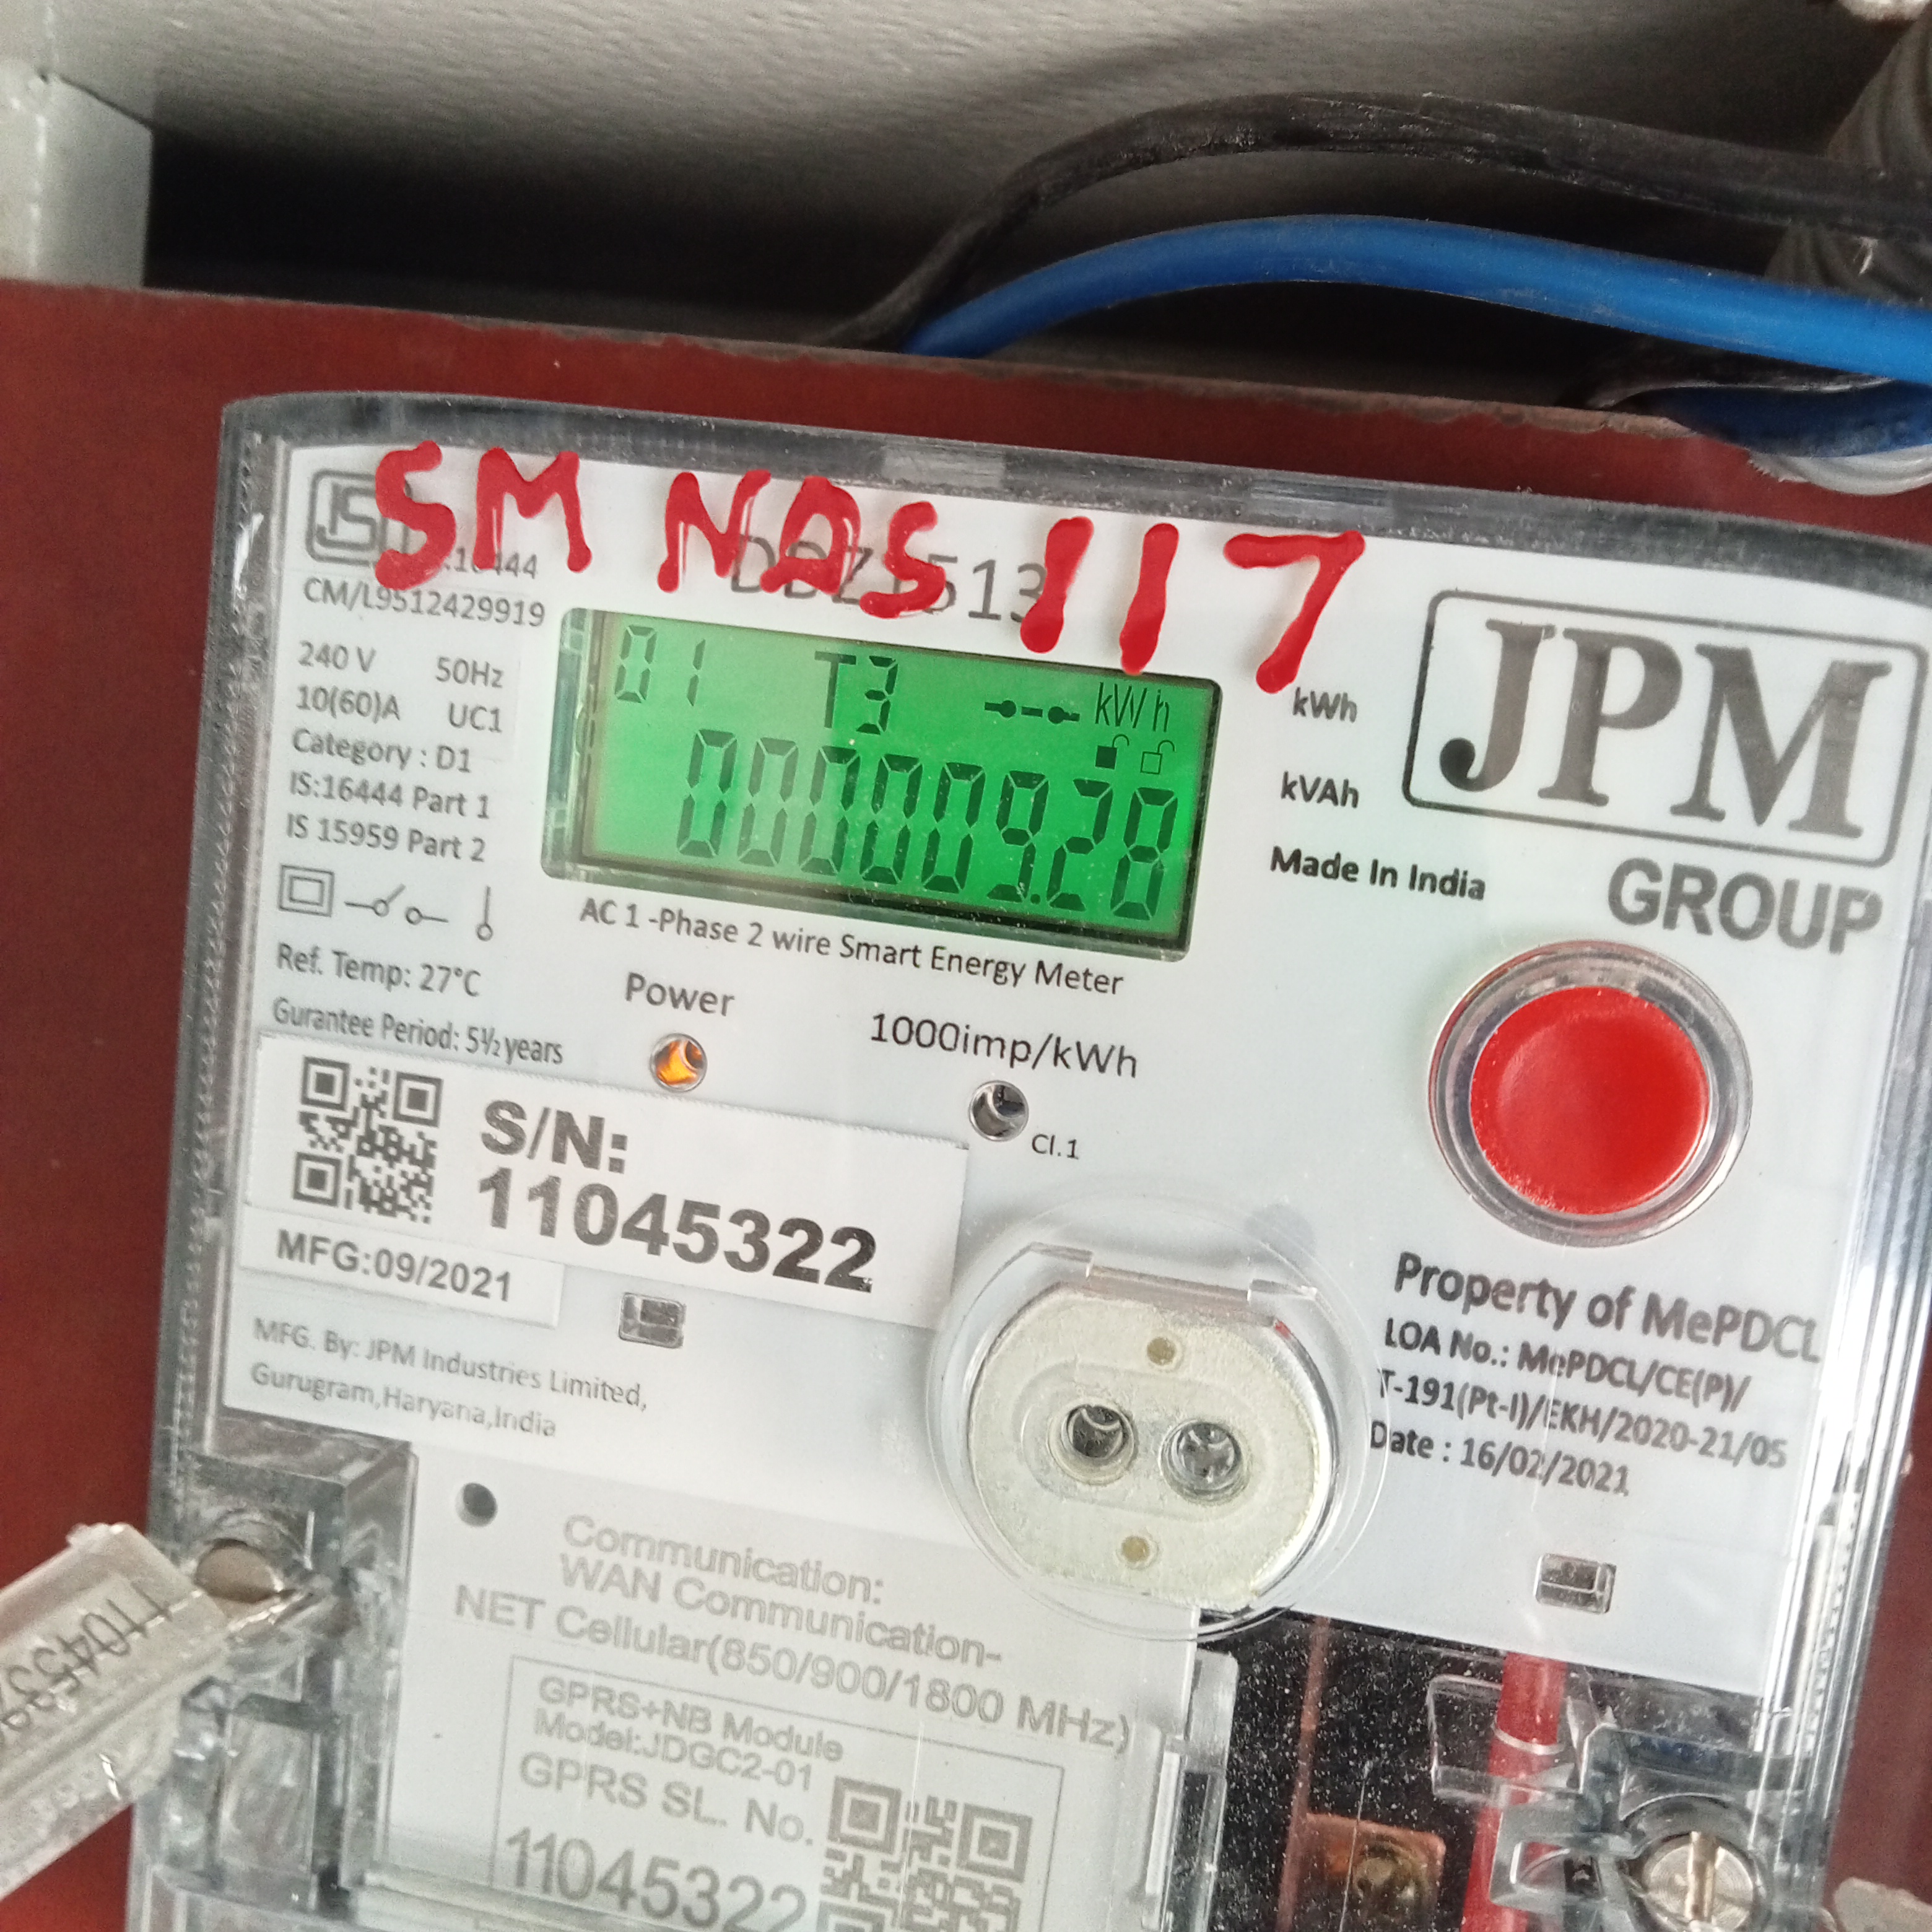 SM NAS 117
CM/L9512429919
240 V 50Hz
10(60)A UC1
Category : D1
IS:16444 Part 1
IS 15959 Part 2
Ref. Temp: 27°C
Gurantee Period: 5½ years
01 T3 kWh
000009.28
kWh
kVAh
Made In India
JPM
GROUP
AC 1 -Phase 2 wire Smart Energy Meter
Power
1000imp/kWh
Cl.1
S/N:
11045322
MFG:09/2021
MFG. By: JPM Industries Limited,
Gurugram,Haryana,India
Property of MePDCL
LOA No.: MePDCL/CE(P)/
T-191(Pt-I)/EKH/2020-21/05
Date : 16/02/2021
Communication:
WAN Communication-
NET Cellular(850/900/1800 MHz)
GPRS+NB Module
Model:JDGC2-01
GPRS SL. No.
11045322